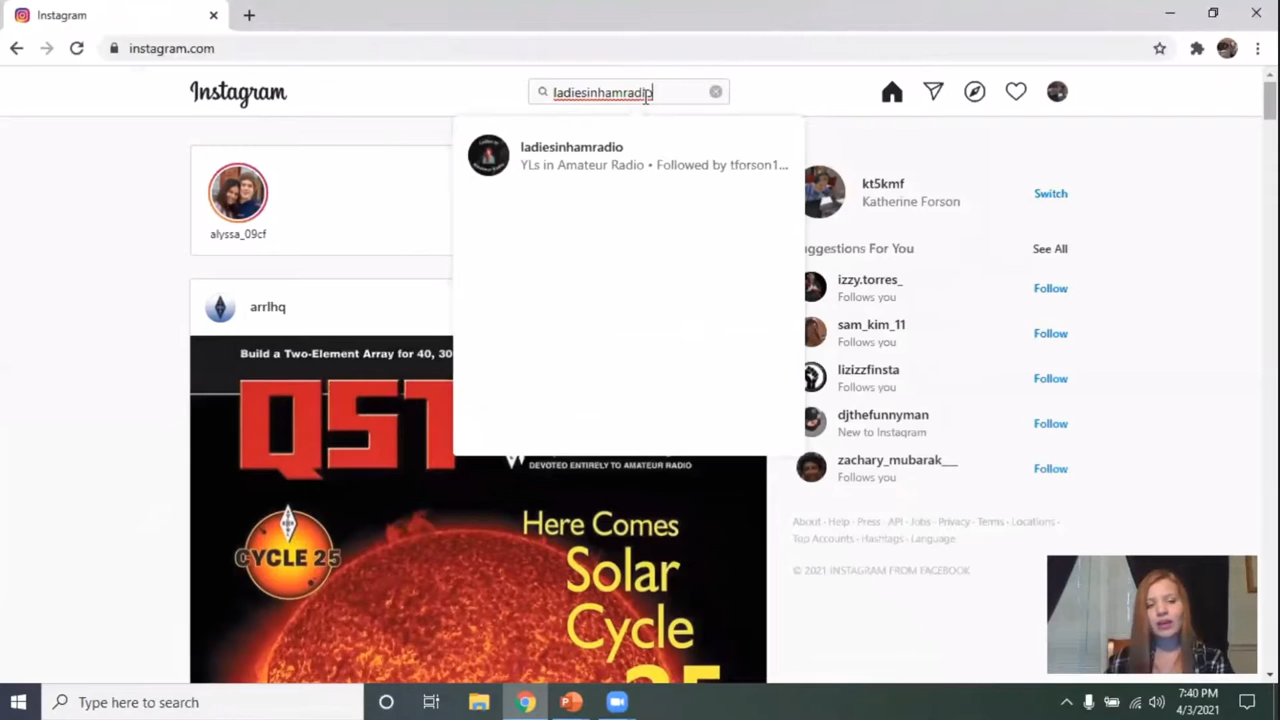 Instagram
instagram.com
Instagram
ladiesinhamradio
ladiesinhamradio
YLs in Amateur Radio • Followed by tforson1...
alyssa_09cf
kt5kmf
Katherine Forson
Switch
uggestions For You
See All
izzy.torres_
Follows you
Follow
sam_kim_11
Follows you
Follow
lizizzfinsta
Follows you
Follow
djthefunnyman
New to Instagram
Follow
zachary_mubarak___
Follows you
Follow
arrlhq
Build a Two-Element Array for 40, 30
QST
DEVOTED ENTIRELY TO AMATEUR RADIO
CYCLE 25
Here Comes
Solar
Cycle
25
About · Help · Press · API · Jobs · Privacy · Terms · Locations ·
Top Accounts · Hashtags · Language
© 2021 INSTAGRAM FROM FACEBOOK
Type here to search
7:40 PM
4/3/2021